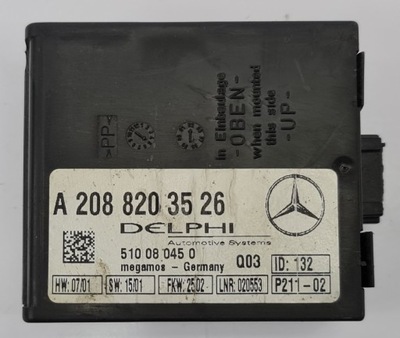 >PP<
in Einbaulage
-OBEN-
when mounted
this side
-UP-
A 208 820 35 26
DELPHI
Automotive Systems
510 08 045 0
megamos - Germany
Q03
ID: 132
HW: 07/01
SW: 15/01
FKW: 25.02
LNR: 020553
P211-02